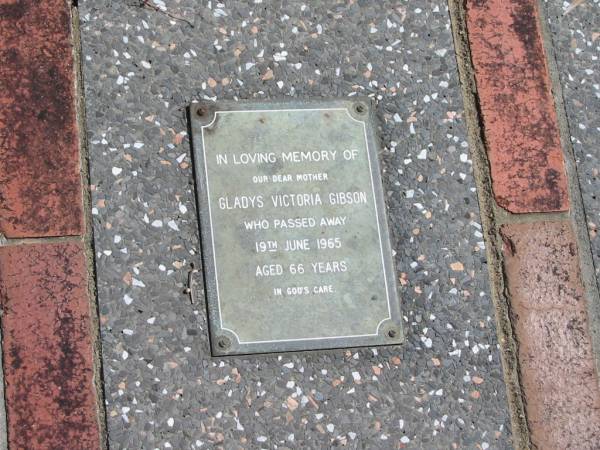 IN LOVING MEMORY OF
OUR DEAR MOTHER
GLADYS VICTORIA GIBSON
WHO PASSED AWAY
19TH JUNE 1965
AGED 66 YEARS
IN GOD'S CARE